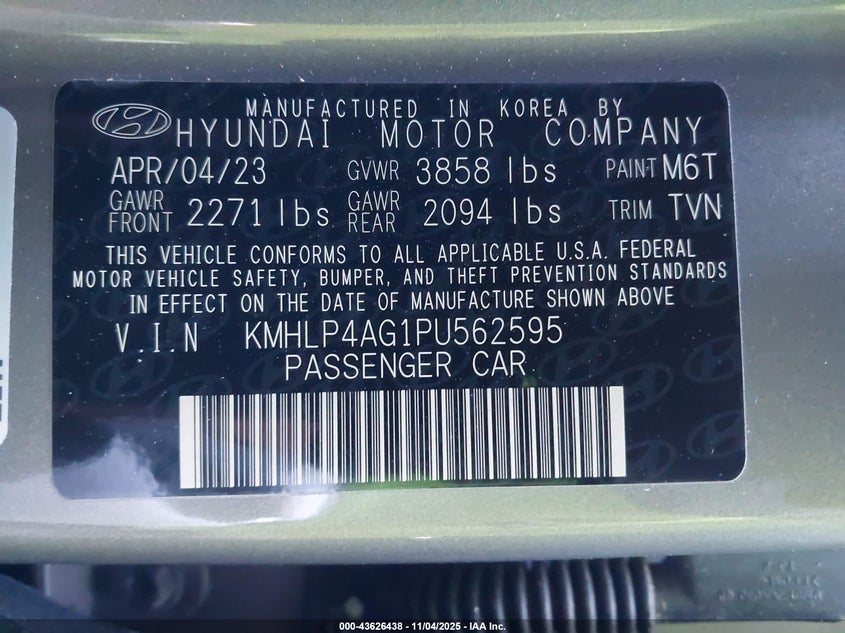 MANUFACTURED IN KOREA BY
HYUNDAI MOTOR COMPANY
APR/04/23 GVWR 3858 lbs PAINT M6T
GAWR FRONT 2271 lbs GAWR REAR 2094 lbs TRIM TVN
THIS VEHICLE CONFORMS TO ALL APPLICABLE U.S.A. FEDERAL
MOTOR VEHICLE SAFETY, BUMPER, AND THEFT PREVENTION STANDARDS
IN EFFECT ON THE DATE OF MANUFACTURE SHOWN ABOVE
V.I.N KMHLP4AG1PU562595
PASSENGER CAR
000-43626438 - 11/04/2025 - IAA Inc.